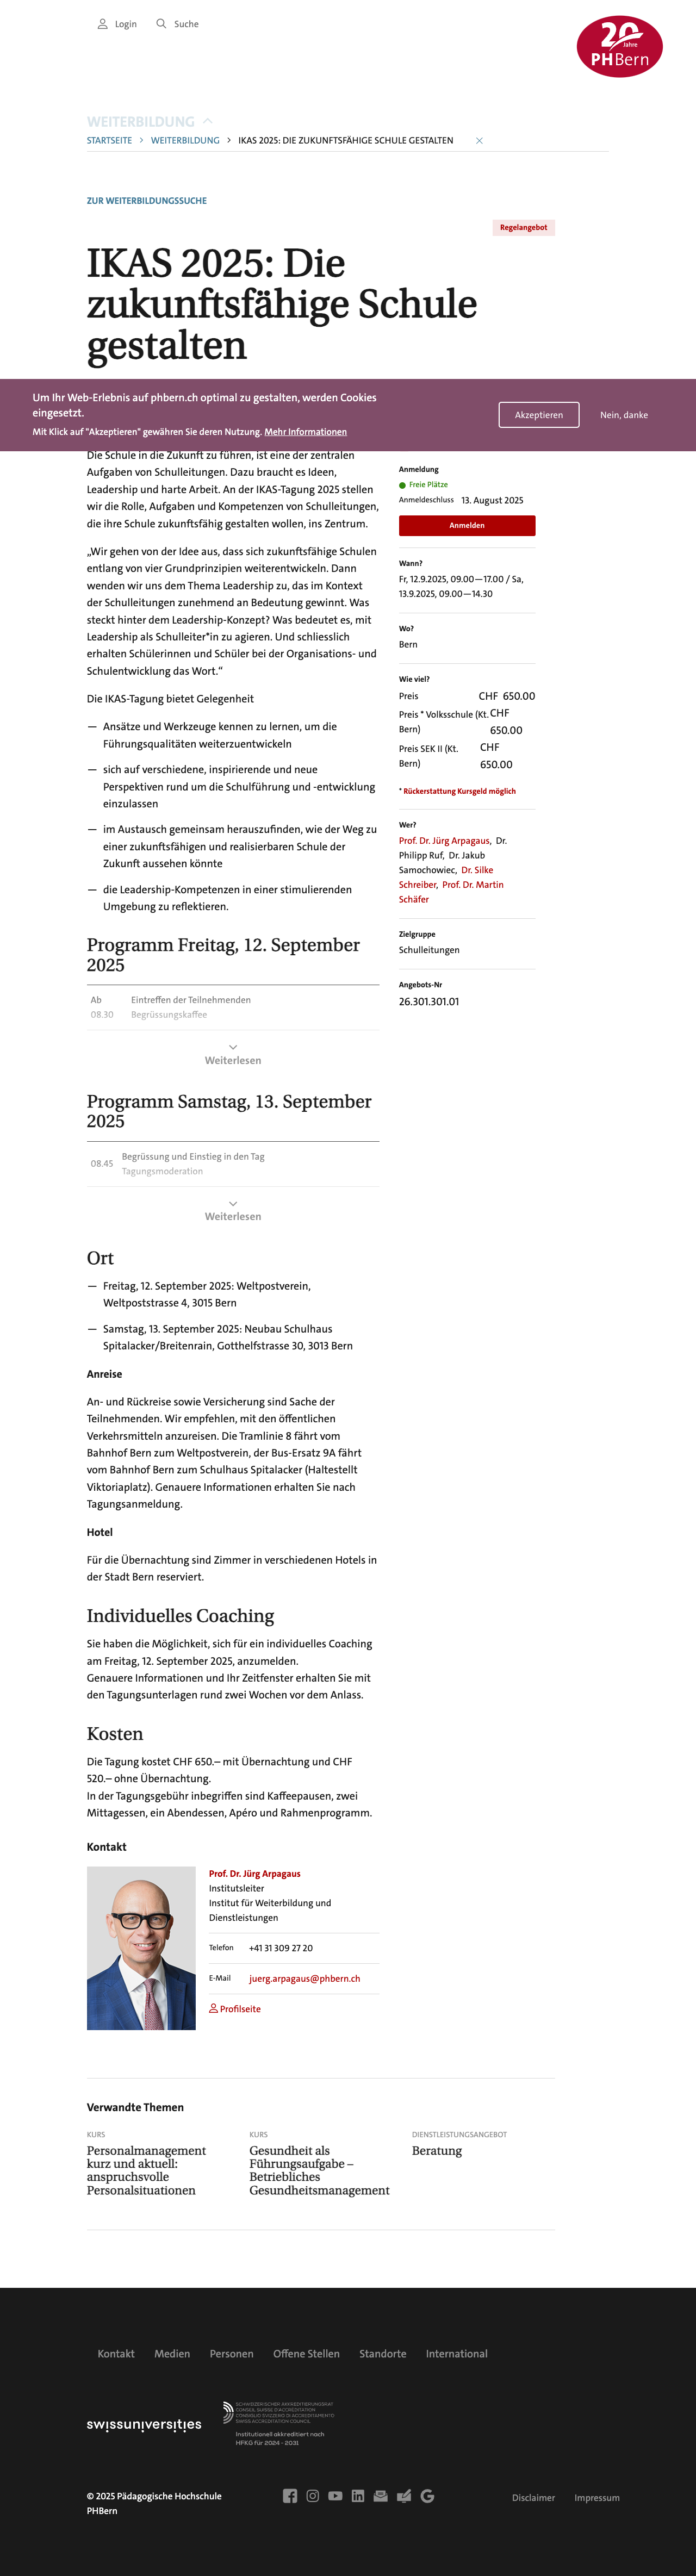 Login
Suche
20
Jahre
PHBern
WEITERBILDUNG
STARTSEITE > WEITERBILDUNG > IKAS 2025: DIE ZUKUNFTSFÄHIGE SCHULE GESTALTEN
ZUR WEITERBILDUNGSSUCHE
Regelangebot
IKAS 2025: Die
zukunftsfähige Schule
gestalten
Um Ihr Web-Erlebnis auf phbern.ch optimal zu gestalten, werden Cookies
eingesetzt.
Mit Klick auf "Akzeptieren" gewähren Sie deren Nutzung. Mehr Informationen
Akzeptieren
Nein, danke
Die Schule in die Zukunft zu führen, ist eine der zentralen
Aufgaben von Schulleitungen. Dazu braucht es Ideen,
Leadership und harte Arbeit. An der IKAS-Tagung 2025 stellen
wir die Rolle, Aufgaben und Kompetenzen von Schulleitungen,
die ihre Schule zukunftsfähig gestalten wollen, ins Zentrum.
„Wir gehen von der Idee aus, dass sich zukunftsfähige Schulen
entlang von vier Grundprinzipien weiterentwickeln. Dann
wenden wir uns dem Thema Leadership zu, das im Kontext
der Schulleitungen zunehmend an Bedeutung gewinnt. Was
steckt hinter dem Leadership-Konzept? Was bedeutet es, mit
Leadership als Schulleiter*in zu agieren. Und schliesslich
erhalten Schülerinnen und Schüler bei der Organisations- und
Schulentwicklung das Wort.“
Die IKAS-Tagung bietet Gelegenheit
— Ansätze und Werkzeuge kennen zu lernen, um die
Führungsqualitäten weiterzuentwickeln
— sich auf verschiedene, inspirierende und neue
Perspektiven rund um die Schulführung und -entwicklung
einzulassen
— im Austausch gemeinsam herauszufinden, wie der Weg zu
einer zukunftsfähigen und realisierbaren Schule der
Zukunft aussehen könnte
— die Leadership-Kompetenzen in einer stimulierenden
Umgebung zu reflektieren.
Anmeldung
Freie Plätze
Anmeldeschluss 13. August 2025
Anmelden
Wann?
Fr, 12.9.2025, 09.00—17.00 / Sa,
13.9.2025, 09.00—14.30
Wo?
Bern
Wie viel?
Preis CHF 650.00
Preis * Volksschule (Kt. CHF
Bern) 650.00
Preis SEK II (Kt. CHF
Bern) 650.00
* Rückerstattung Kursgeld möglich
Wer?
Prof. Dr. Jürg Arpagaus, Dr.
Philipp Ruf, Dr. Jakub
Samochowiec, Dr. Silke
Schreiber, Prof. Dr. Martin
Schäfer
Zielgruppe
Schulleitungen
Angebots-Nr
26.301.301.01
Programm Freitag, 12. September
2025
Ab Eintreffen der Teilnehmenden
08.30 Begrüssungskaffee
Weiterlesen
Programm Samstag, 13. September
2025
08.45 Begrüssung und Einstieg in den Tag
Tagungsmoderation
Weiterlesen
Ort
— Freitag, 12. September 2025: Weltpostverein,
Weltpoststrasse 4, 3015 Bern
— Samstag, 13. September 2025: Neubau Schulhaus
Spitalacker/Breitenrain, Gotthelfstrasse 30, 3013 Bern
Anreise
An- und Rückreise sowie Versicherung sind Sache der
Teilnehmenden. Wir empfehlen, mit den öffentlichen
Verkehrsmitteln anzureisen. Die Tramlinie 8 fährt vom
Bahnhof Bern zum Weltpostverein, der Bus-Ersatz 9A fährt
vom Bahnhof Bern zum Schulhaus Spitalacker (Haltestellt
Viktoriaplatz). Genauere Informationen erhalten Sie nach
Tagungsanmeldung.
Hotel
Für die Übernachtung sind Zimmer in verschiedenen Hotels in
der Stadt Bern reserviert.
Individuelles Coaching
Sie haben die Möglichkeit, sich für ein individuelles Coaching
am Freitag, 12. September 2025, anzumelden.
Genauere Informationen und Ihr Zeitfenster erhalten Sie mit
den Tagungsunterlagen rund zwei Wochen vor dem Anlass.
Kosten
Die Tagung kostet CHF 650.– mit Übernachtung und CHF
520.– ohne Übernachtung.
In der Tagungsgebühr inbegriffen sind Kaffeepausen, zwei
Mittagessen, ein Abendessen, Apéro und Rahmenprogramm.
Kontakt
Prof. Dr. Jürg Arpagaus
Institutsleiter
Institut für Weiterbildung und
Dienstleistungen
Telefon +41 31 309 27 20
E-Mail juerg.arpagaus@phbern.ch
Profilseite
Verwandte Themen
KURS
Personalmanagement
kurz und aktuell:
anspruchsvolle
Personalsituationen
KURS
Gesundheit als
Führungsaufgabe –
Betriebliches
Gesundheitsmanagement
DIENSTLEISTUNGSANGEBOT
Beratung
Kontakt Medien Personen Offene Stellen Standorte International
swissuniversities
SCHWEIZERISCHER AKKREDITIERUNGSRAT
CONSEIL SUISSE D'ACCREDITATION
CONSIGLIO SVIZZERO DI ACCREDITAMENTO
SWISS ACCREDITATION COUNCIL
Institutionell akkreditiert nach
HFKG für 2024 - 2031
© 2025 Pädagogische Hochschule
PHBern
Disclaimer Impressum